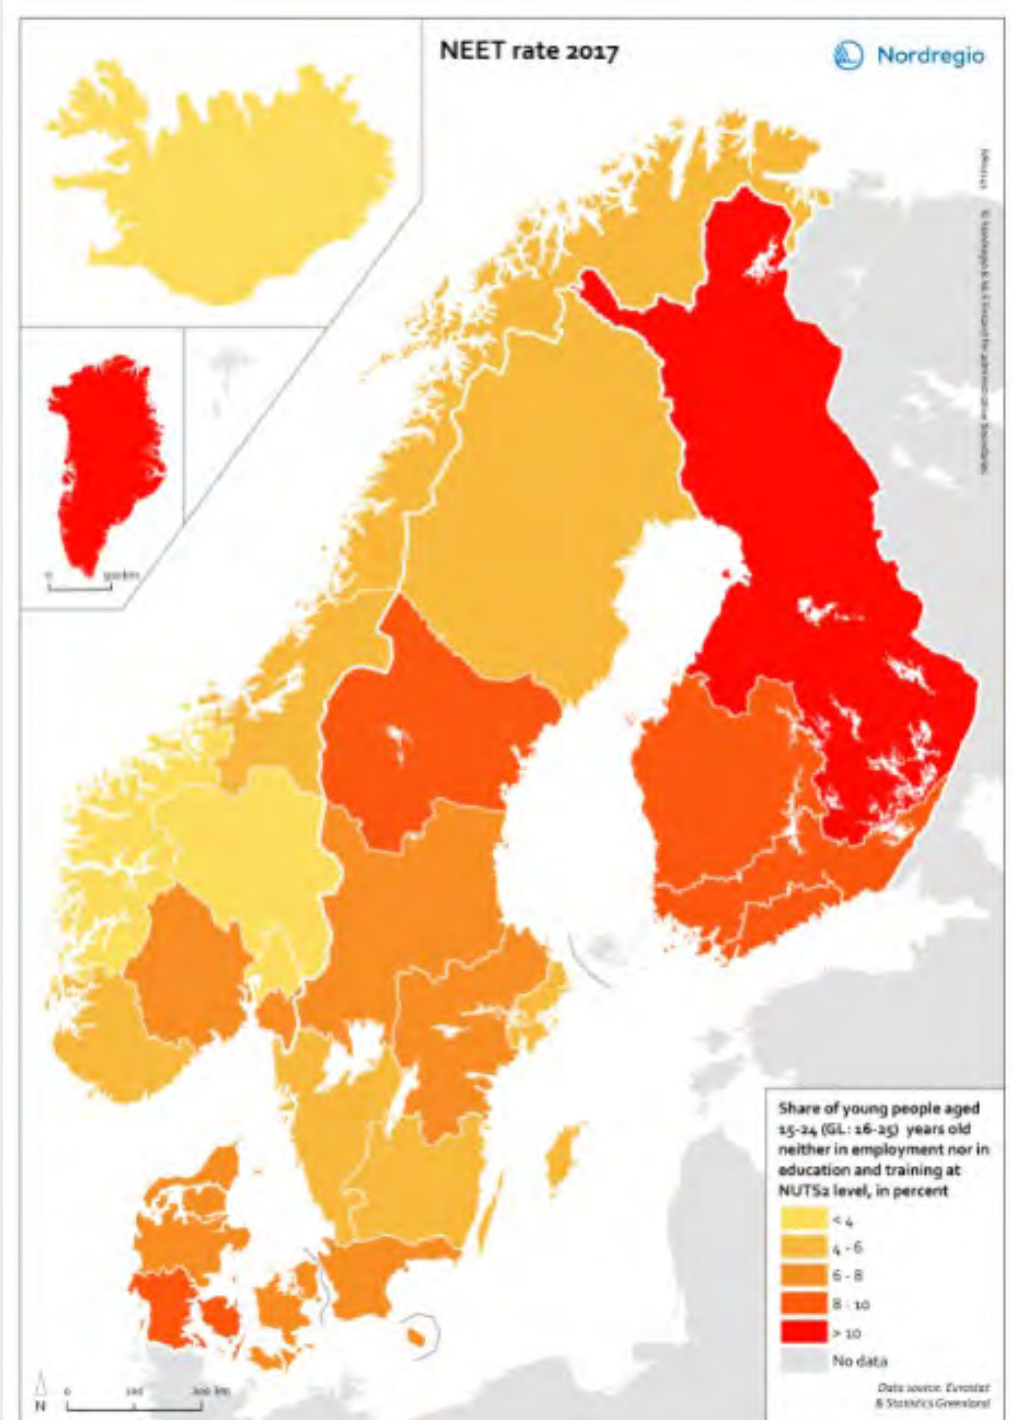 NEET rate 2017
Nordregio
Share of young people aged
15-24 (GL: 16-25) years old
neither in employment nor in
education and training at
NUTS2 level, in percent
< 4
4 - 6
6 - 8
8 - 10
> 10
No data
Data source: Eurostat
& Statistics Greenland
0
N
0